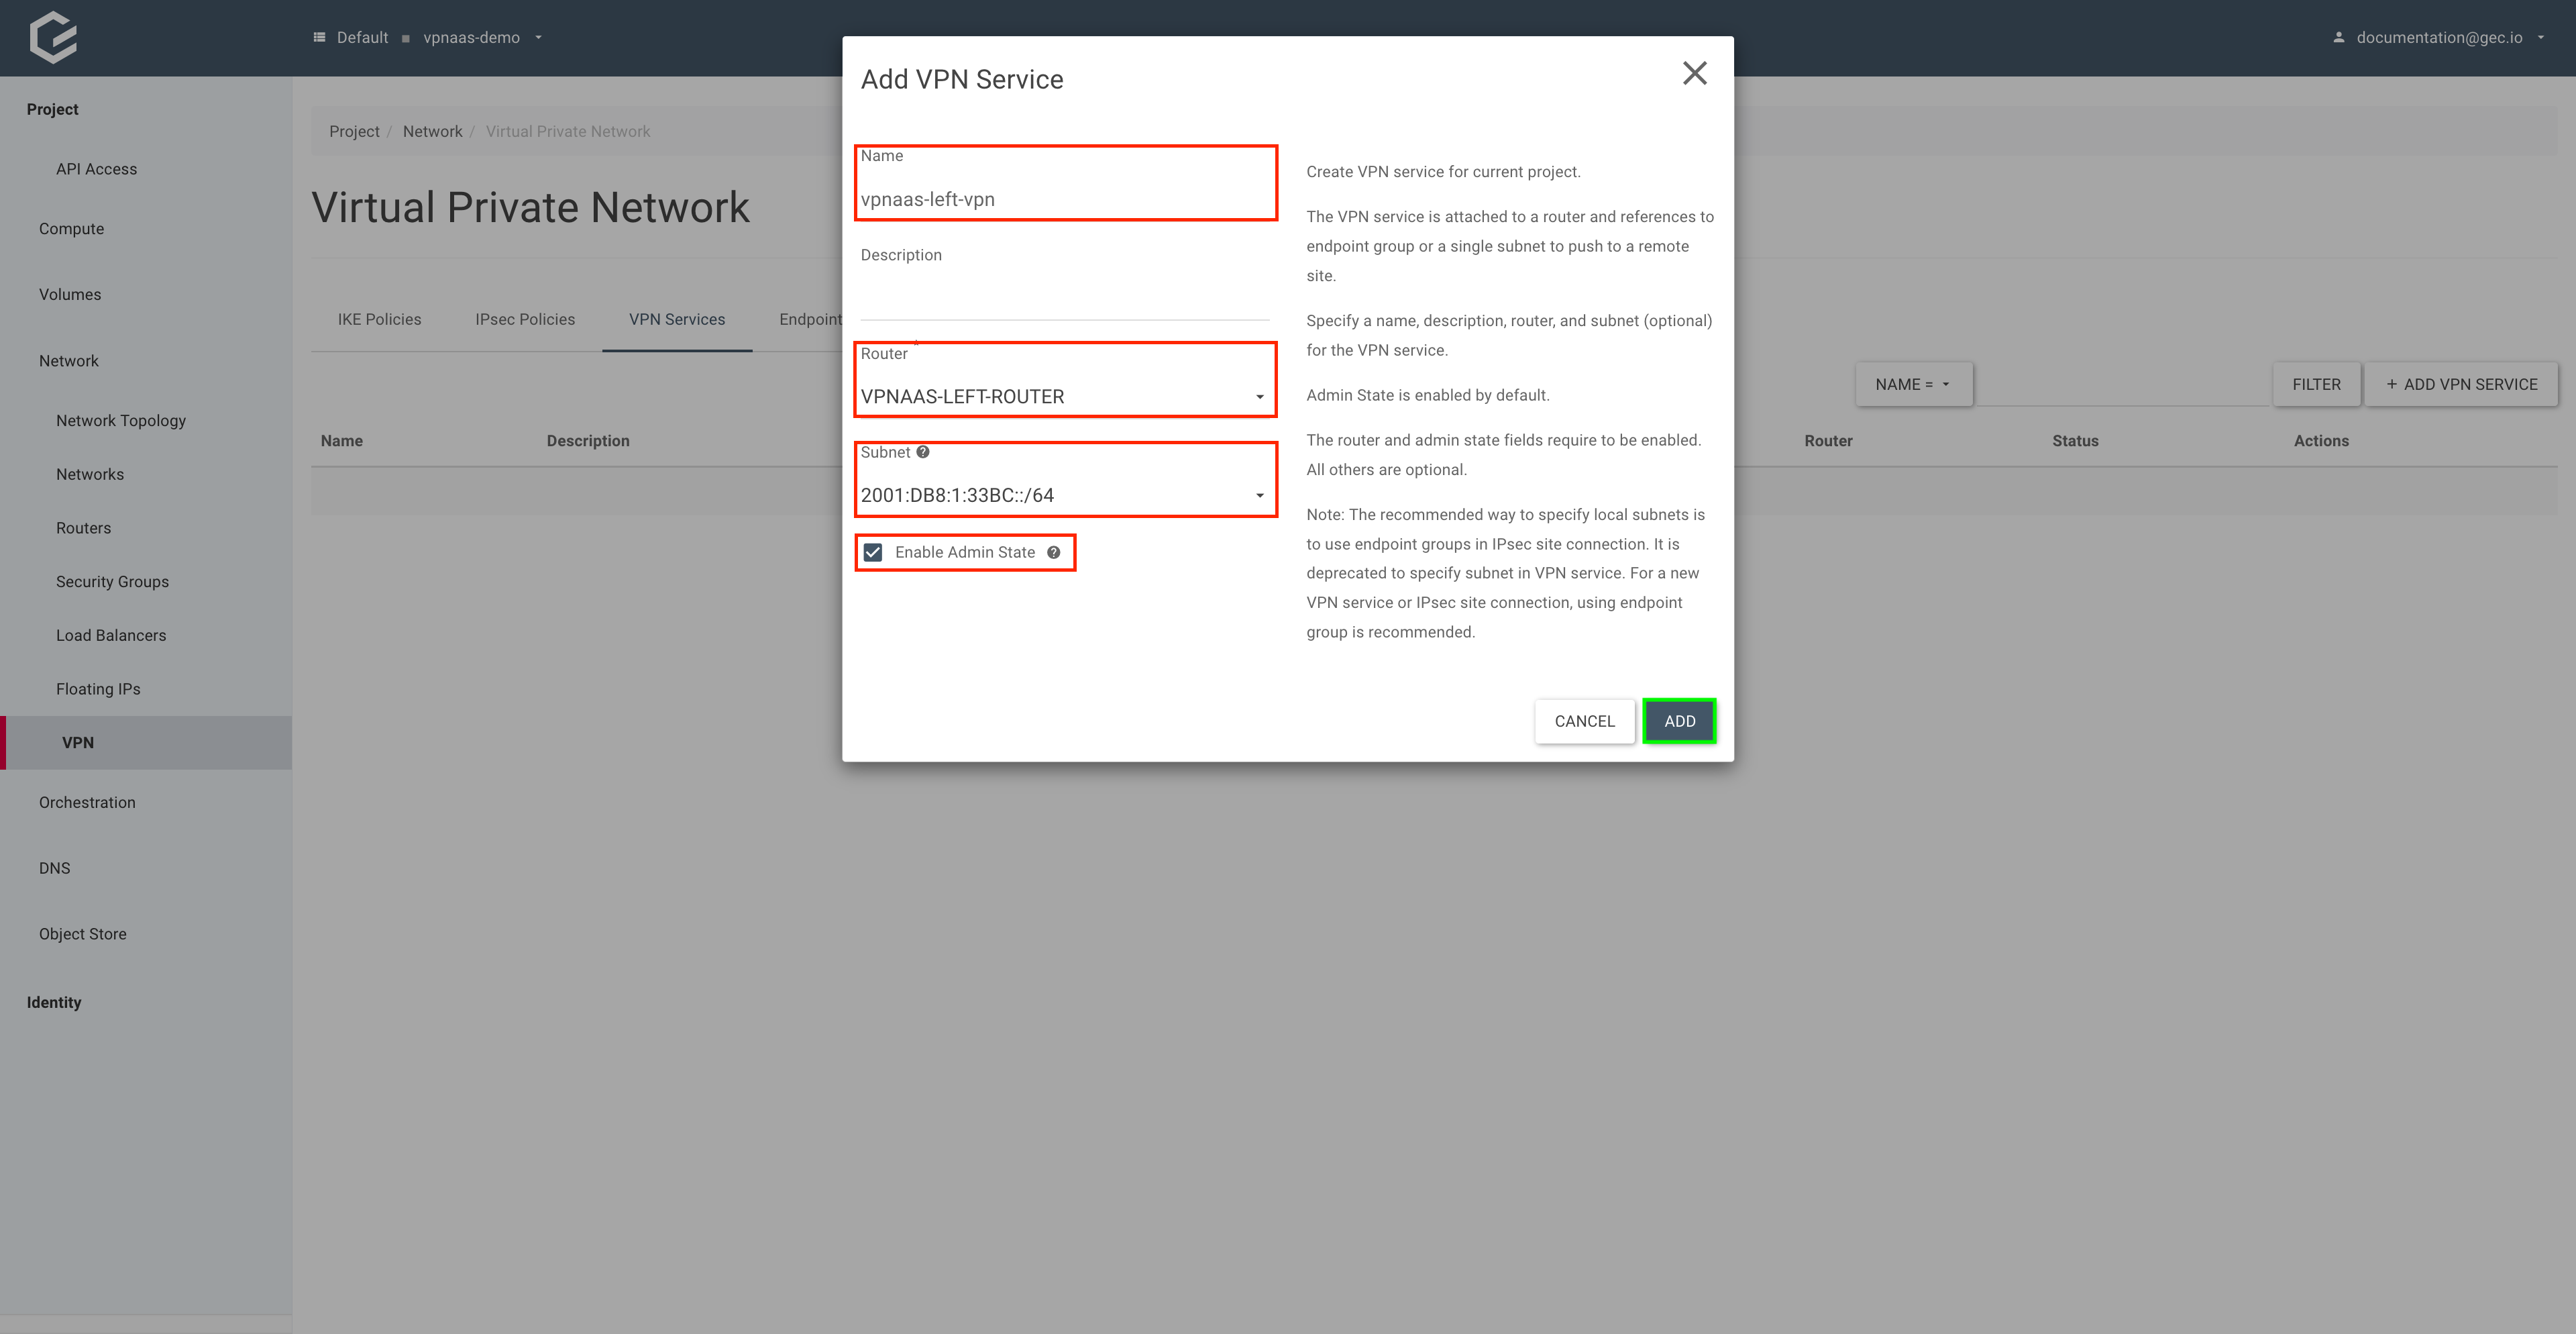 Default vpnaas-demo
documentation@gec.io
Project
API Access
Compute
Volumes
Network
Network Topology
Networks
Routers
Security Groups
Load Balancers
Floating IPs
VPN
Orchestration
DNS
Object Store
Identity
Project / Network / Virtual Private Network
Virtual Private Network
IKE Policies IPsec Policies VPN Services Endpoint
NAME = FILTER + ADD VPN SERVICE
Name Description Router Status Actions
Add VPN Service
Name
vpnaas-left-vpn
Description
Router *
VPNAAS-LEFT-ROUTER
Subnet
2001:DB8:1:33BC::/64
Enable Admin State
Create VPN service for current project.
The VPN service is attached to a router and references to
endpoint group or a single subnet to push to a remote
site.
Specify a name, description, router, and subnet (optional)
for the VPN service.
Admin State is enabled by default.
The router and admin state fields require to be enabled.
All others are optional.
Note: The recommended way to specify local subnets is
to use endpoint groups in IPsec site connection. It is
deprecated to specify subnet in VPN service. For a new
VPN service or IPsec site connection, using endpoint
group is recommended.
CANCEL ADD